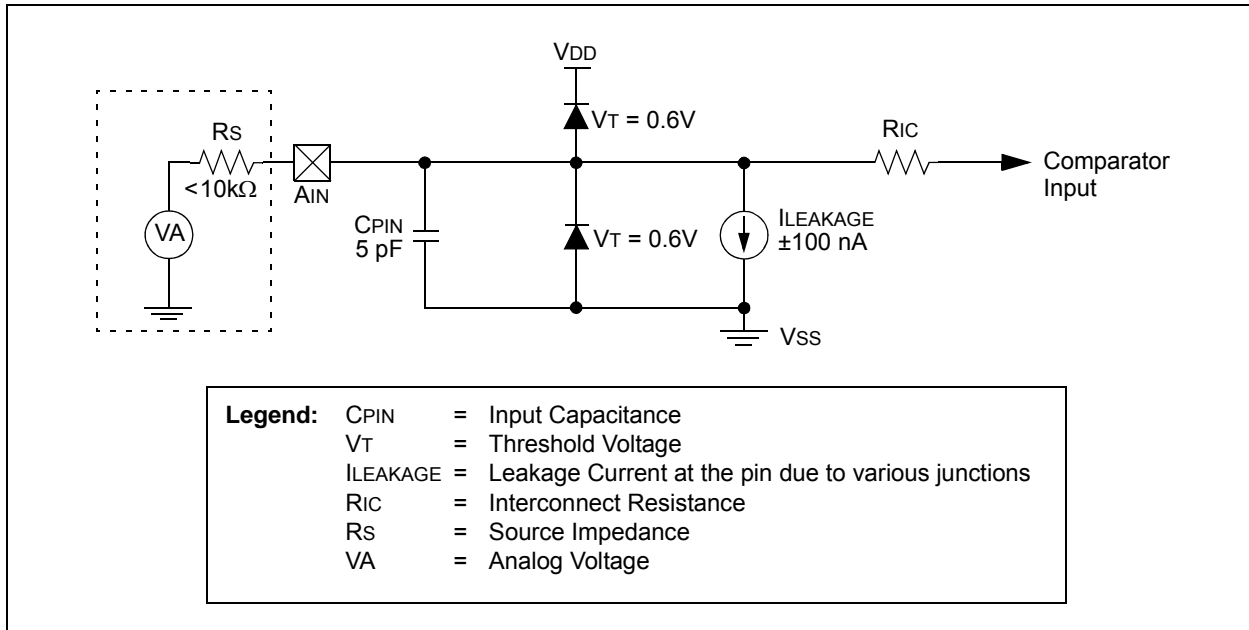 VDD
VT = 0.6V
RIC
RS
<10kΩ
AIN
Comparator
Input
VA
CPIN
5 pF
VT = 0.6V
ILEAKAGE
±100 nA
VSS
Legend: CPIN = Input Capacitance
VT = Threshold Voltage
ILEAKAGE = Leakage Current at the pin due to various junctions
RIC = Interconnect Resistance
RS = Source Impedance
VA = Analog Voltage